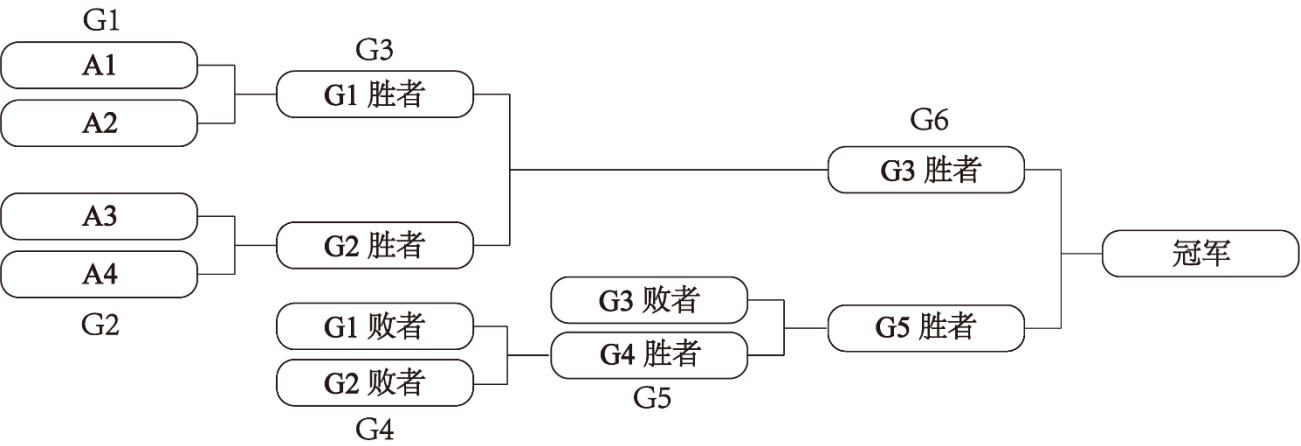 G1
A1
A2
G3
G1 胜者
A3
A4
G2
G2 胜者
G1 败者
G2 败者
G4
G3 败者
G4 胜者
G5
G6
G3 胜者
G5 胜者
冠军